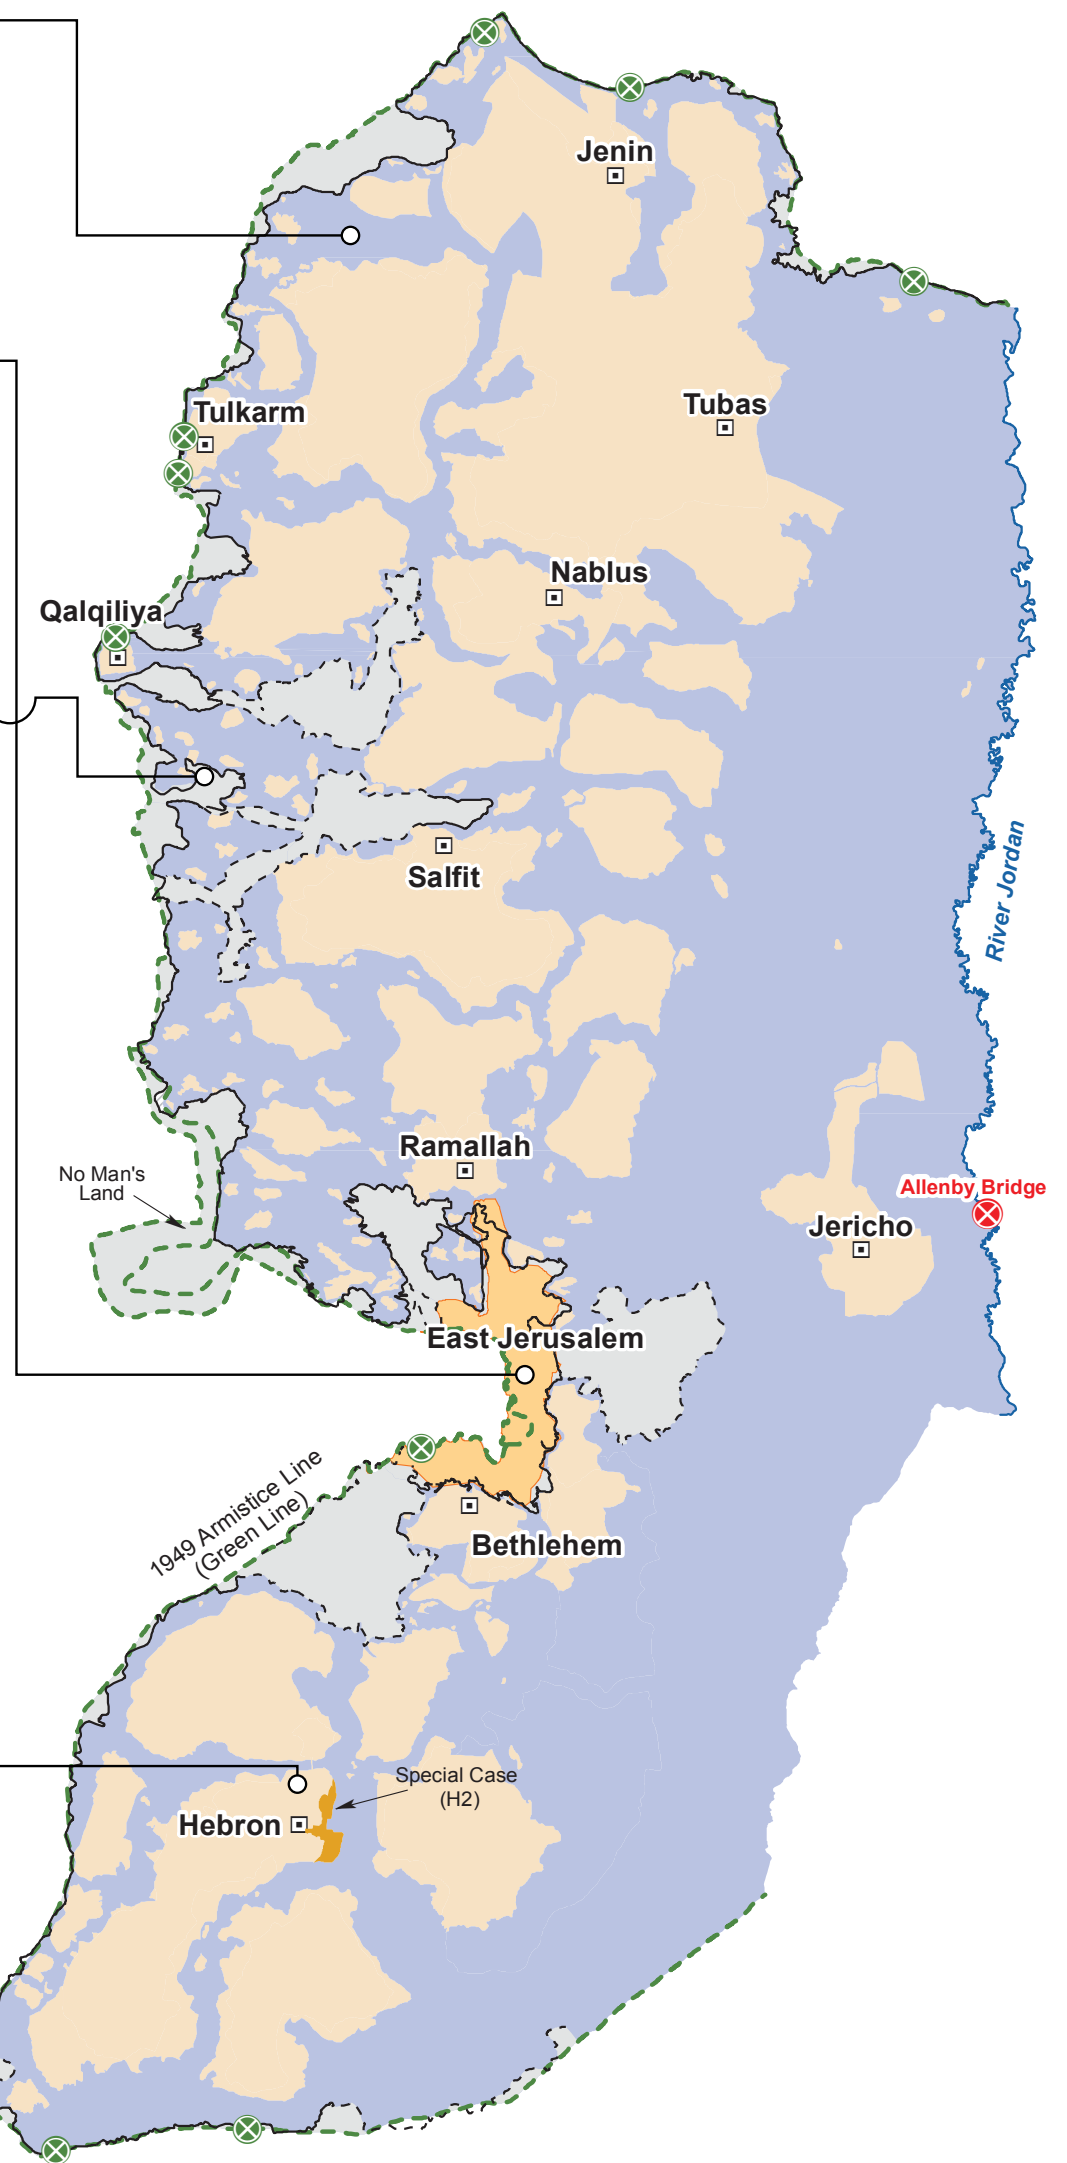 Jenin
Tulkarm
Tubas
Nablus
Qalqiliya
Salfit
River Jordan
Ramallah
No Man's
Land
Allenby Bridge
Jericho
East Jerusalem
1949 Armistice Line
(Green Line)
Bethlehem
Special Case
(H2)
Hebron